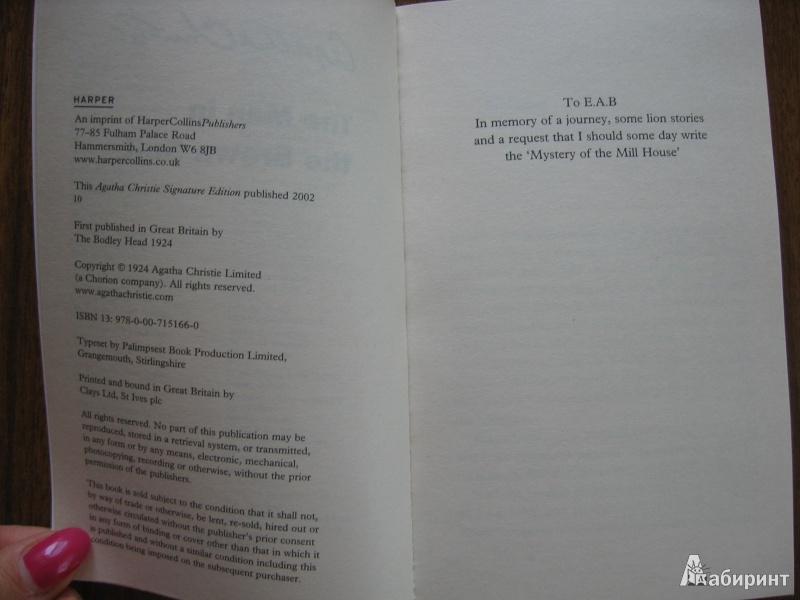 HARPER
An imprint of HarperCollinsPublishers
77–85 Fulham Palace Road
Hammersmith, London W6 8JB
www.harpercollins.co.uk
This Agatha Christie Signature Edition published 2002
10
First published in Great Britain by
The Bodley Head 1924
Copyright © 1924 Agatha Christie Limited
(a Chorion company). All rights reserved.
www.agathachristie.com
ISBN 13: 978-0-00-715166-0
Typeset by Palimpsest Book Production Limited,
Grangemouth, Stirlingshire
Printed and bound in Great Britain by
Clays Ltd, St Ives plc
All rights reserved. No part of this publication may be
reproduced, stored in a retrieval system, or transmitted,
in any form or by any means, electronic, mechanical,
photocopying, recording or otherwise, without the prior
permission of the publishers.
This book is sold subject to the condition that it shall not,
by way of trade or otherwise, be lent, re-sold, hired out or
otherwise circulated without the publisher's prior consent
in any form of binding or cover other than that in which it
is published and without a similar condition including this
condition being imposed on the subsequent purchaser.
To E.A.B
In memory of a journey, some lion stories
and a request that I should some day write
the 'Mystery of the Mill House'
Лабиринт